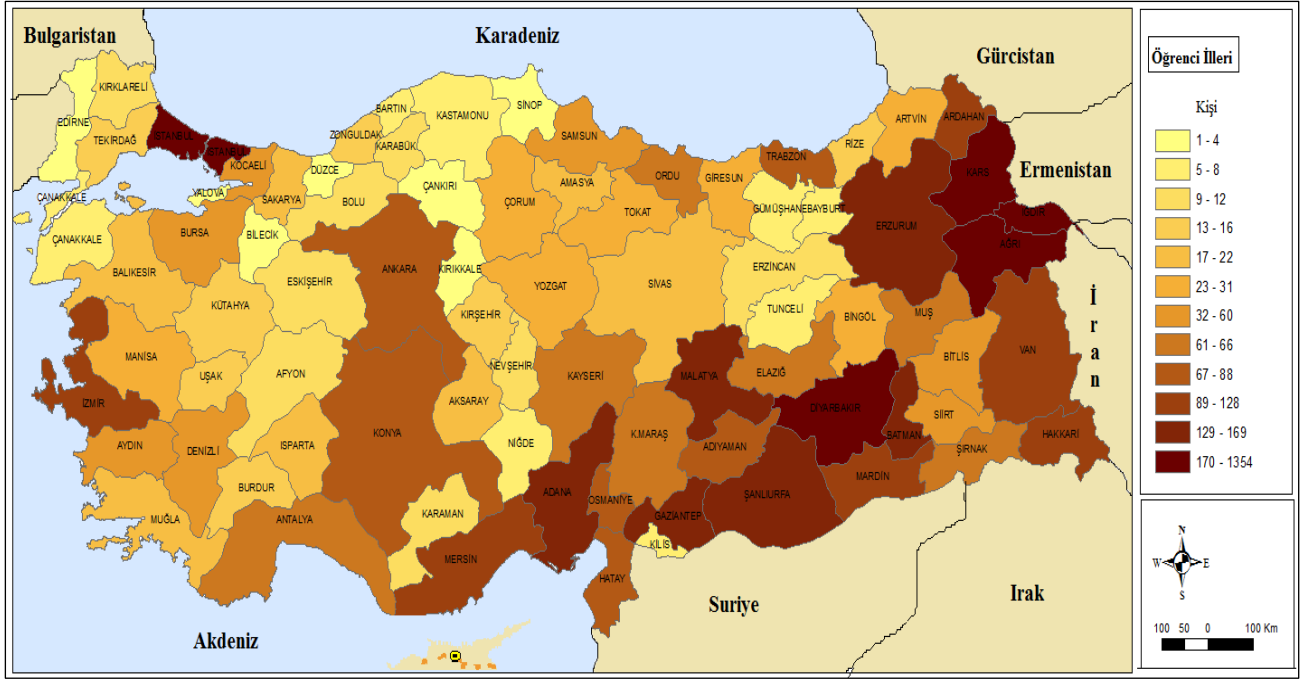 Bulgaristan
Karadeniz
Gürcistan
Ermenistan
İran
Irak
Suriye
Akdeniz
KIRKLARELİ
EDİRNE
TEKİRDAĞ
İSTANBUL
İSTANBUL
KOCAELİ
YALOVA
SAKARYA
DÜZCE
BOLU
ZONGULDAK
BARTIN
KARABÜK
KASTAMONU
SİNOP
ÇANKIRI
SAMSUN
ORDU
GİRESUN
TRABZON
RİZE
ARTVİN
ARDAHAN
KARS
IĞDIR
AĞRI
ERZURUM
GÜMÜŞHANE
BAYBURT
ERZİNCAN
TUNCELİ
BİNGÖL
MUŞ
BİTLİS
VAN
HAKKARİ
ŞIRNAK
SİİRT
BATMAN
DİYARBAKIR
MARDİN
ŞANLIURFA
ADIYAMAN
MALATYA
ELAZIĞ
SİVAS
TOKAT
AMASYA
ÇORUM
YOZGAT
KIRIKKALE
KIRŞEHİR
NEVŞEHİR
KAYSERİ
K.MARAŞ
GAZİANTEP
KİLİS
OSMANİYE
HATAY
ADANA
NİĞDE
AKSARAY
ANKARA
KONYA
KARAMAN
MERSİN
ANTALYA
ISPARTA
BURDUR
AFYON
ESKİŞEHİR
BİLECİK
BURSA
KÜTAHYA
UŞAK
DENİZLİ
MUĞLA
AYDIN
İZMİR
MANİSA
BALIKESİR
ÇANAKKALE
ÇANAKKALE
Öğrenci İlleri
Kişi
1 - 4
5 - 8
9 - 12
13 - 16
17 - 22
23 - 31
32 - 60
61 - 66
67 - 88
89 - 128
129 - 169
170 - 1354
N
W
E
S
100 50 0 100 Km